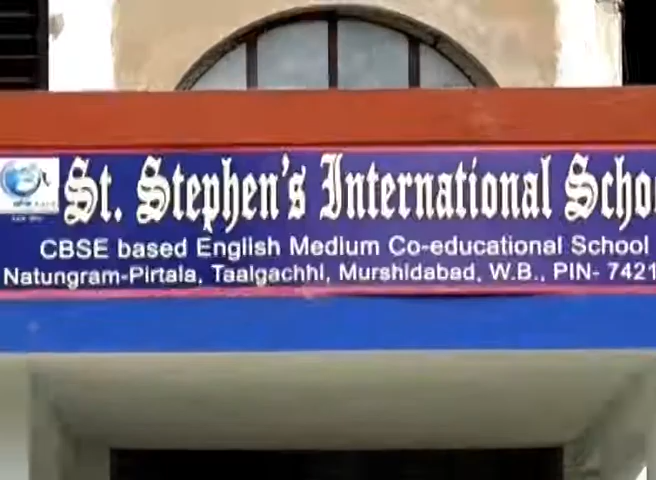 St. Stephen's International Scho
CBSE based English Medium Co-educational School
Natungram-Pirtala, Taalgachhi, Murshidabad, W.B., PIN- 7421